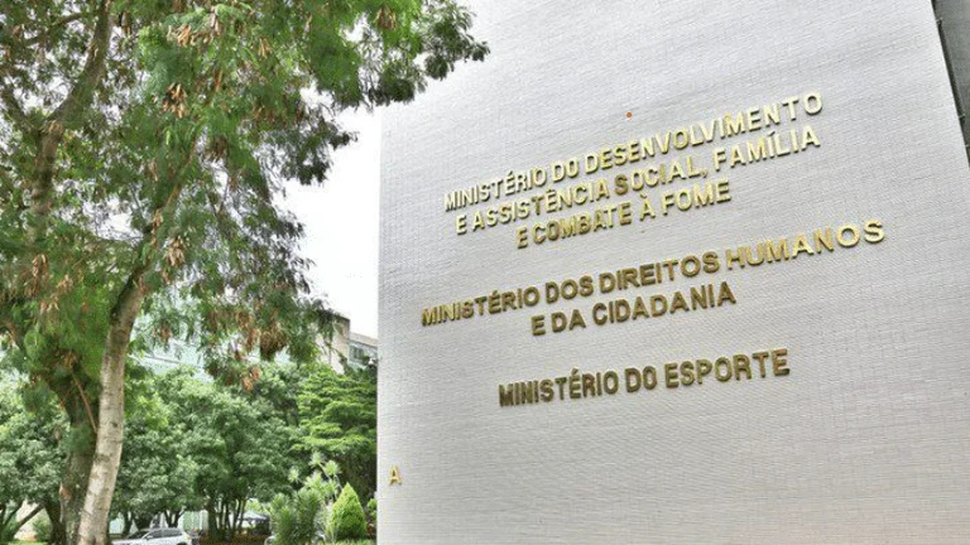 MINISTÉRIO DO DESENVOLVIMENTO
E ASSISTÊNCIA SOCIAL, FAMÍLIA
E COMBATE À FOME
MINISTÉRIO DOS DIREITOS HUMANOS
E DA CIDADANIA
MINISTÉRIO DO ESPORTE
A